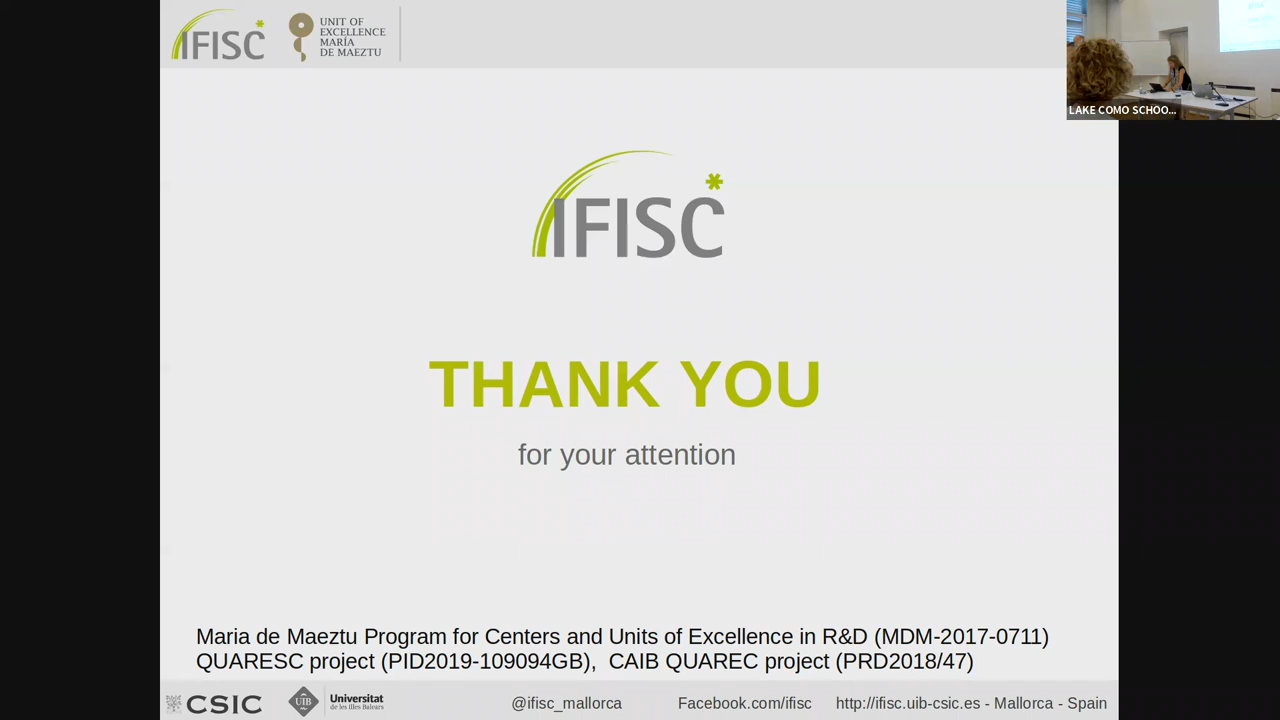 IFISC
UNIT OF
EXCELLENCE
MARÍA
DE MAEZTU
LAKE COMO SCHOO...
IFISC
THANK YOU
for your attention
Maria de Maeztu Program for Centers and Units of Excellence in R&D (MDM-2017-0711)
QUARESC project (PID2019-109094GB), CAIB QUAREC project (PRD2018/47)
CSIC
UIB
Universitat
de les Illes Balears
@ifisc_mallorca
Facebook.com/ifisc
http://ifisc.uib-csic.es - Mallorca - Spain